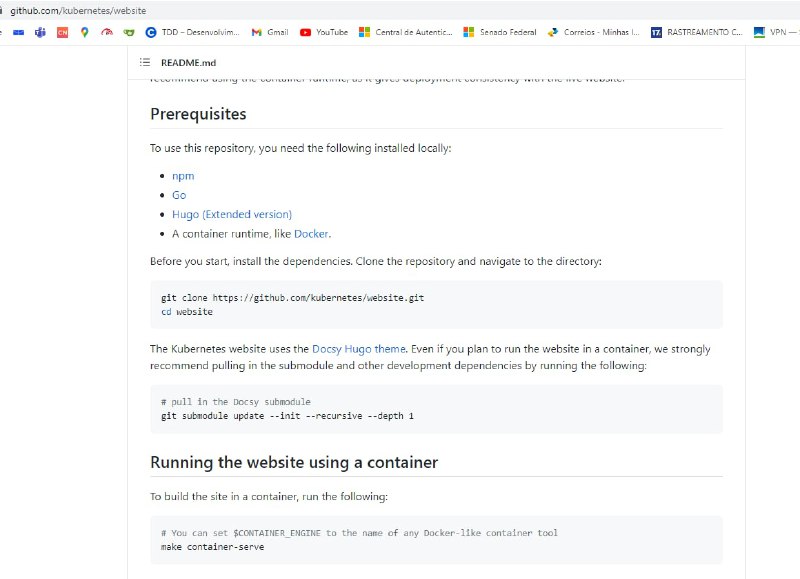 github.com/kubernetes/website
TDD – Desenvolvim... Gmail YouTube Central de Autentic... Senado Federal Correios - Minhas I... 17. RASTREAMENTO C... VPN —
README.md
recommend using the container runtime, as it gives deployment consistency with the live website.
Prerequisites
To use this repository, you need the following installed locally:
• npm
• Go
• Hugo (Extended version)
• A container runtime, like Docker.
Before you start, install the dependencies. Clone the repository and navigate to the directory:
git clone https://github.com/kubernetes/website.git
cd website
The Kubernetes website uses the Docsy Hugo theme. Even if you plan to run the website in a container, we strongly
recommend pulling in the submodule and other development dependencies by running the following:
# pull in the Docsy submodule
git submodule update --init --recursive --depth 1
Running the website using a container
To build the site in a container, run the following:
# You can set $CONTAINER_ENGINE to the name of any Docker-like container tool
make container-serve